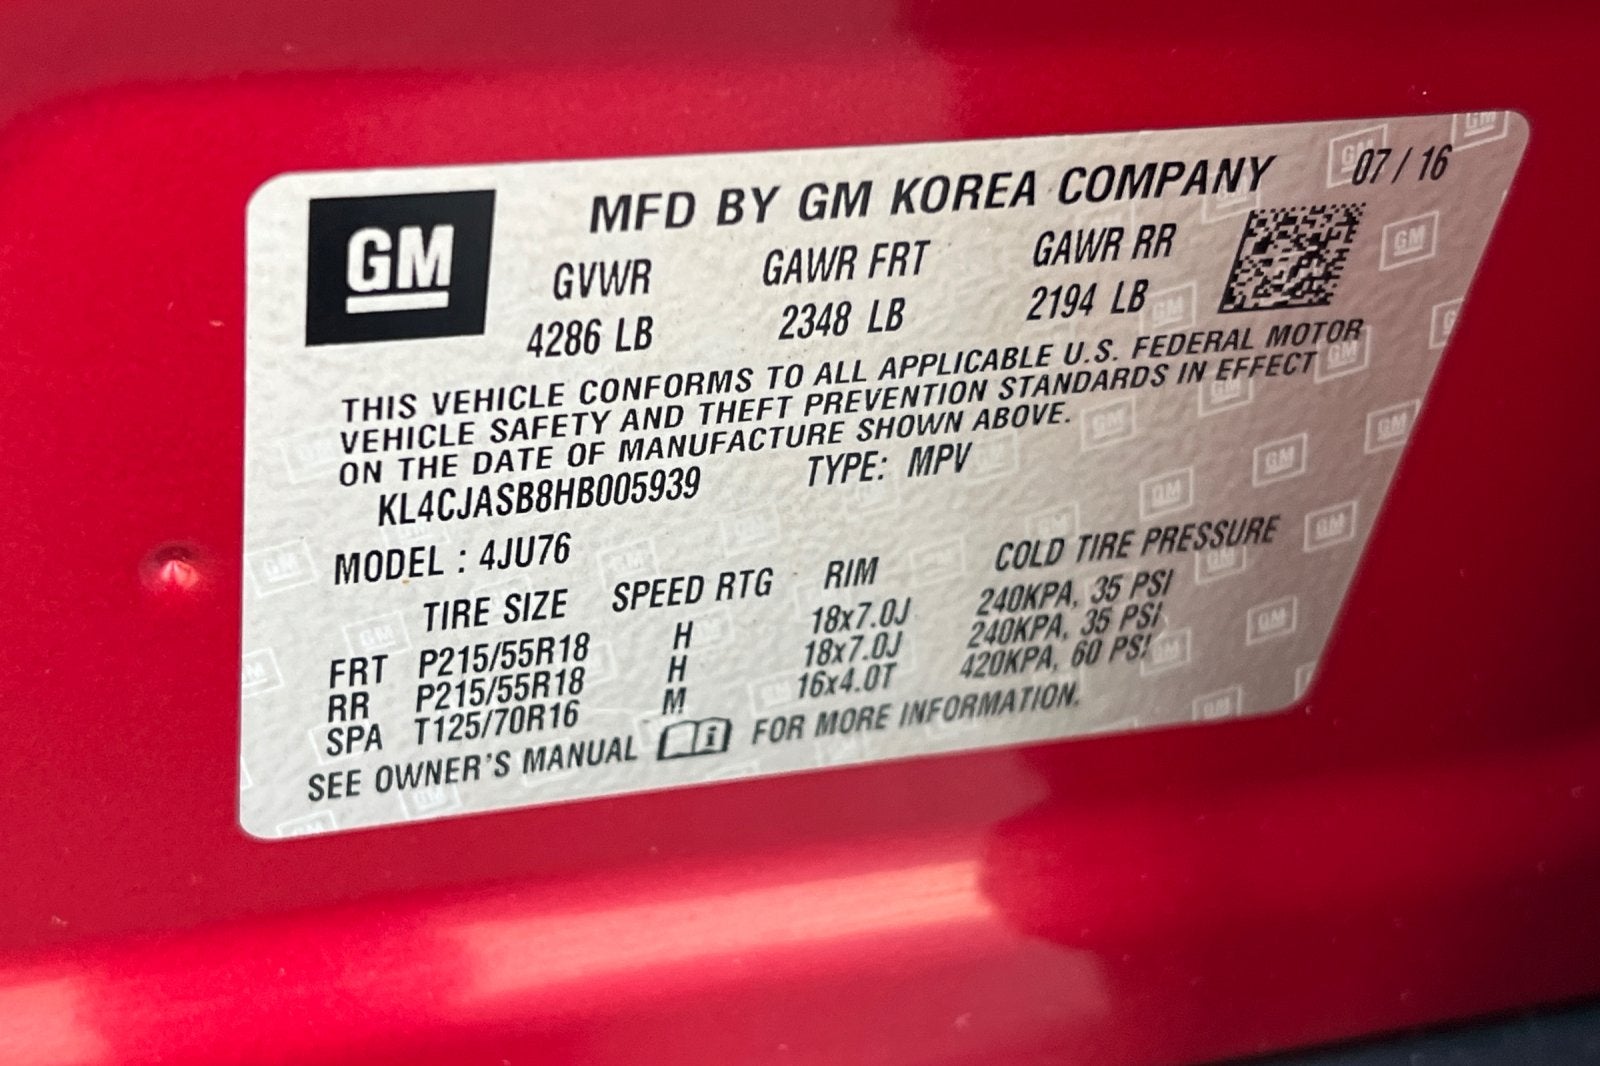 GM
MFD BY GM KOREA COMPANY 07/16
GVWR GAWR FRT GAWR RR
4286 LB 2348 LB 2194 LB
THIS VEHICLE CONFORMS TO ALL APPLICABLE U.S. FEDERAL MOTOR
VEHICLE SAFETY AND THEFT PREVENTION STANDARDS IN EFFECT
ON THE DATE OF MANUFACTURE SHOWN ABOVE.
KL4CJASB8HB005939 TYPE: MPV
MODEL : 4JU76
TIRE SIZE SPEED RTG RIM COLD TIRE PRESSURE
FRT P215/55R18 H 18x7.0J 240KPA, 35 PSI
RR P215/55R18 H 18x7.0J 240KPA, 35 PSI
SPA T125/70R16 M 16x4.0T 420KPA, 60 PSI
SEE OWNER'S MANUAL FOR MORE INFORMATION.